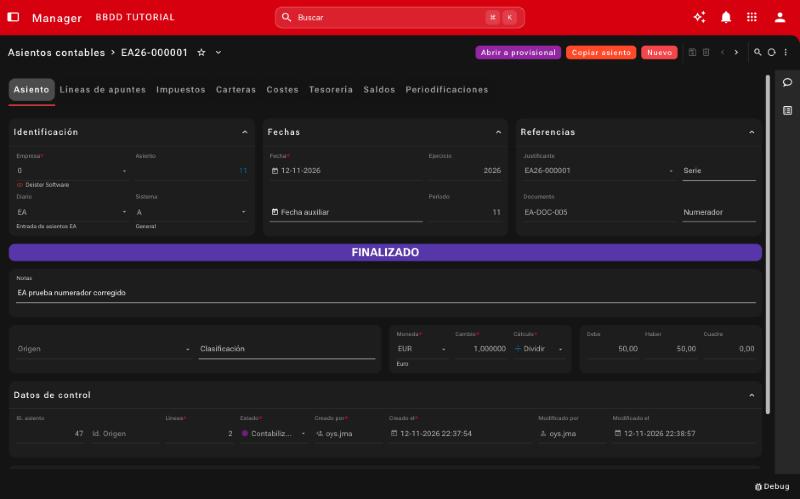 Manager BBDD TUTORIAL Buscar ⌘ K
Asientos contables > EA26-000001 Abrir a provisional Copiar asiento Nuevo
Asiento Líneas de apuntes Impuestos Carteras Costes Tesorería Saldos Periodificaciones
Identificación
Empresa* Asiento
0 11
Deister Software
Diario Sistema
EA A
Entrada de asientos EA General
Fechas
Fecha* Ejercicio
12-11-2026 2026
Periodo
Fecha auxiliar 11
Referencias
Justificante
EA26-000001 Serie
Documento
EA-DOC-005 Numerador
FINALIZADO
Notas
EA prueba numerador corregido
Origen Clasificación
Moneda* Cambio* Cálculo*
EUR 1,000000 Dividir
Euro
Debe Haber Cuadre
50,00 50,00 0,00
Datos de control
ID. asiento Líneas* Estado* Creado por* Creado el* Modificado por Modificado el
47 Id. Origen 2 Contabiliz... oys.jma 12-11-2026 22:37:54 oys.jma 12-11-2026 22:38:57
Debug